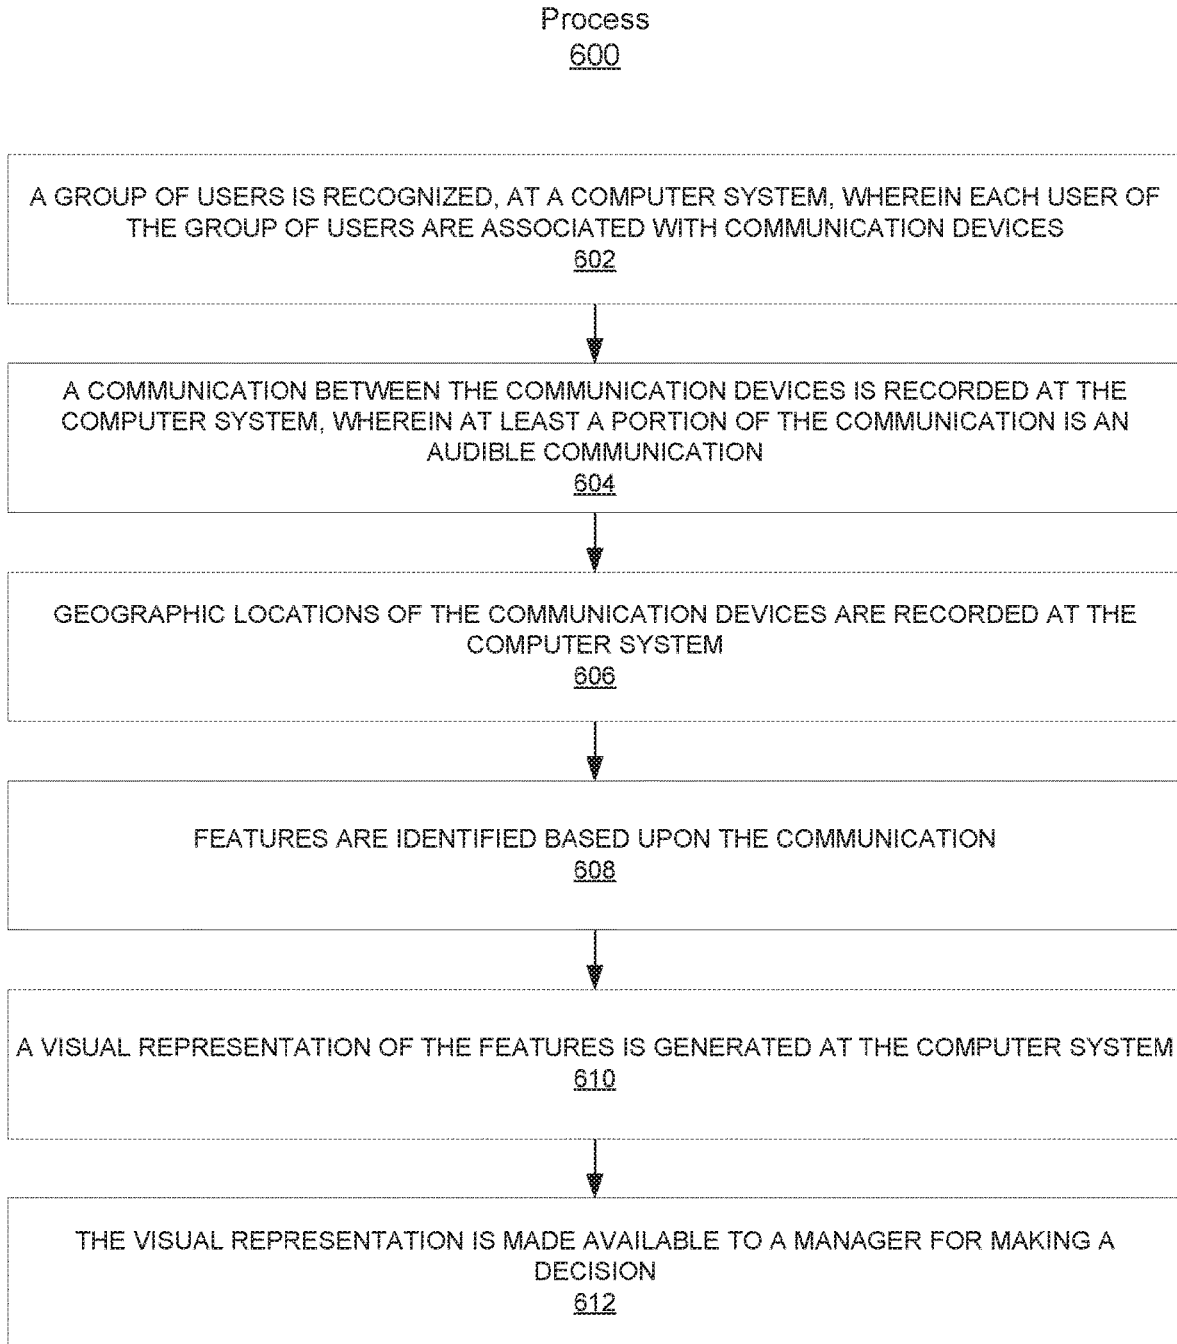 Process
600
A GROUP OF USERS IS RECOGNIZED, AT A COMPUTER SYSTEM, WHEREIN EACH USER OF
THE GROUP OF USERS ARE ASSOCIATED WITH COMMUNICATION DEVICES
602
A COMMUNICATION BETWEEN THE COMMUNICATION DEVICES IS RECORDED AT THE
COMPUTER SYSTEM, WHEREIN AT LEAST A PORTION OF THE COMMUNICATION IS AN
AUDIBLE COMMUNICATION
604
GEOGRAPHIC LOCATIONS OF THE COMMUNICATION DEVICES ARE RECORDED AT THE
COMPUTER SYSTEM
606
FEATURES ARE IDENTIFIED BASED UPON THE COMMUNICATION
608
A VISUAL REPRESENTATION OF THE FEATURES IS GENERATED AT THE COMPUTER SYSTEM
610
THE VISUAL REPRESENTATION IS MADE AVAILABLE TO A MANAGER FOR MAKING A
DECISION
612